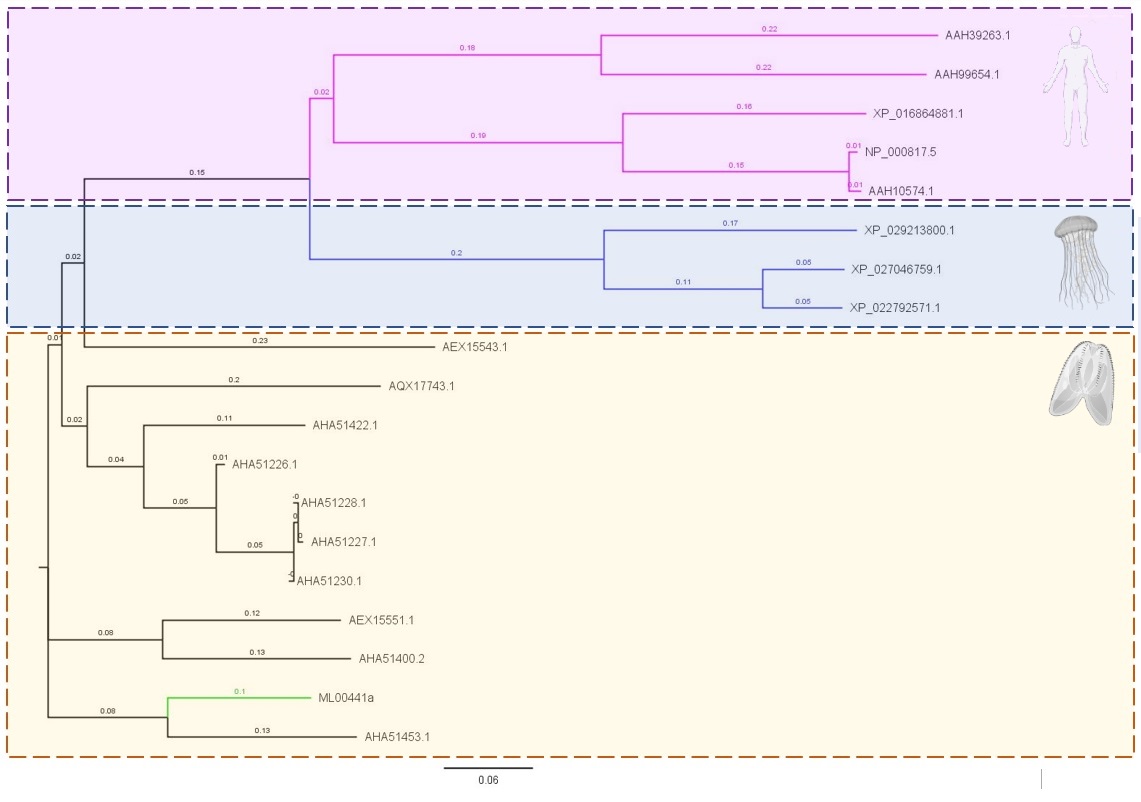 0.22
AAH39263.1
0.18
0.22
AAH99654.1
0.02
0.16
XP_016864881.1
0.19
0.01
NP_000817.5
0.15
0.01
AAH10574.1
0.15
0.17
XP_029213800.1
0.2
0.05
XP_027046759.1
0.11
0.05
XP_022792571.1
0.02
0.01
0.23
AEX15543.1
0.2
AQX17743.1
0.02
0.11
AHA51422.1
0.04
0.01
AHA51226.1
0.05
-0
AHA51228.1
0
0
AHA51227.1
0.05
-0
AHA51230.1
0.12
AEX15551.1
0.08
0.13
AHA51400.2
0.1
ML00441a
0.08
0.13
AHA51453.1
0.06